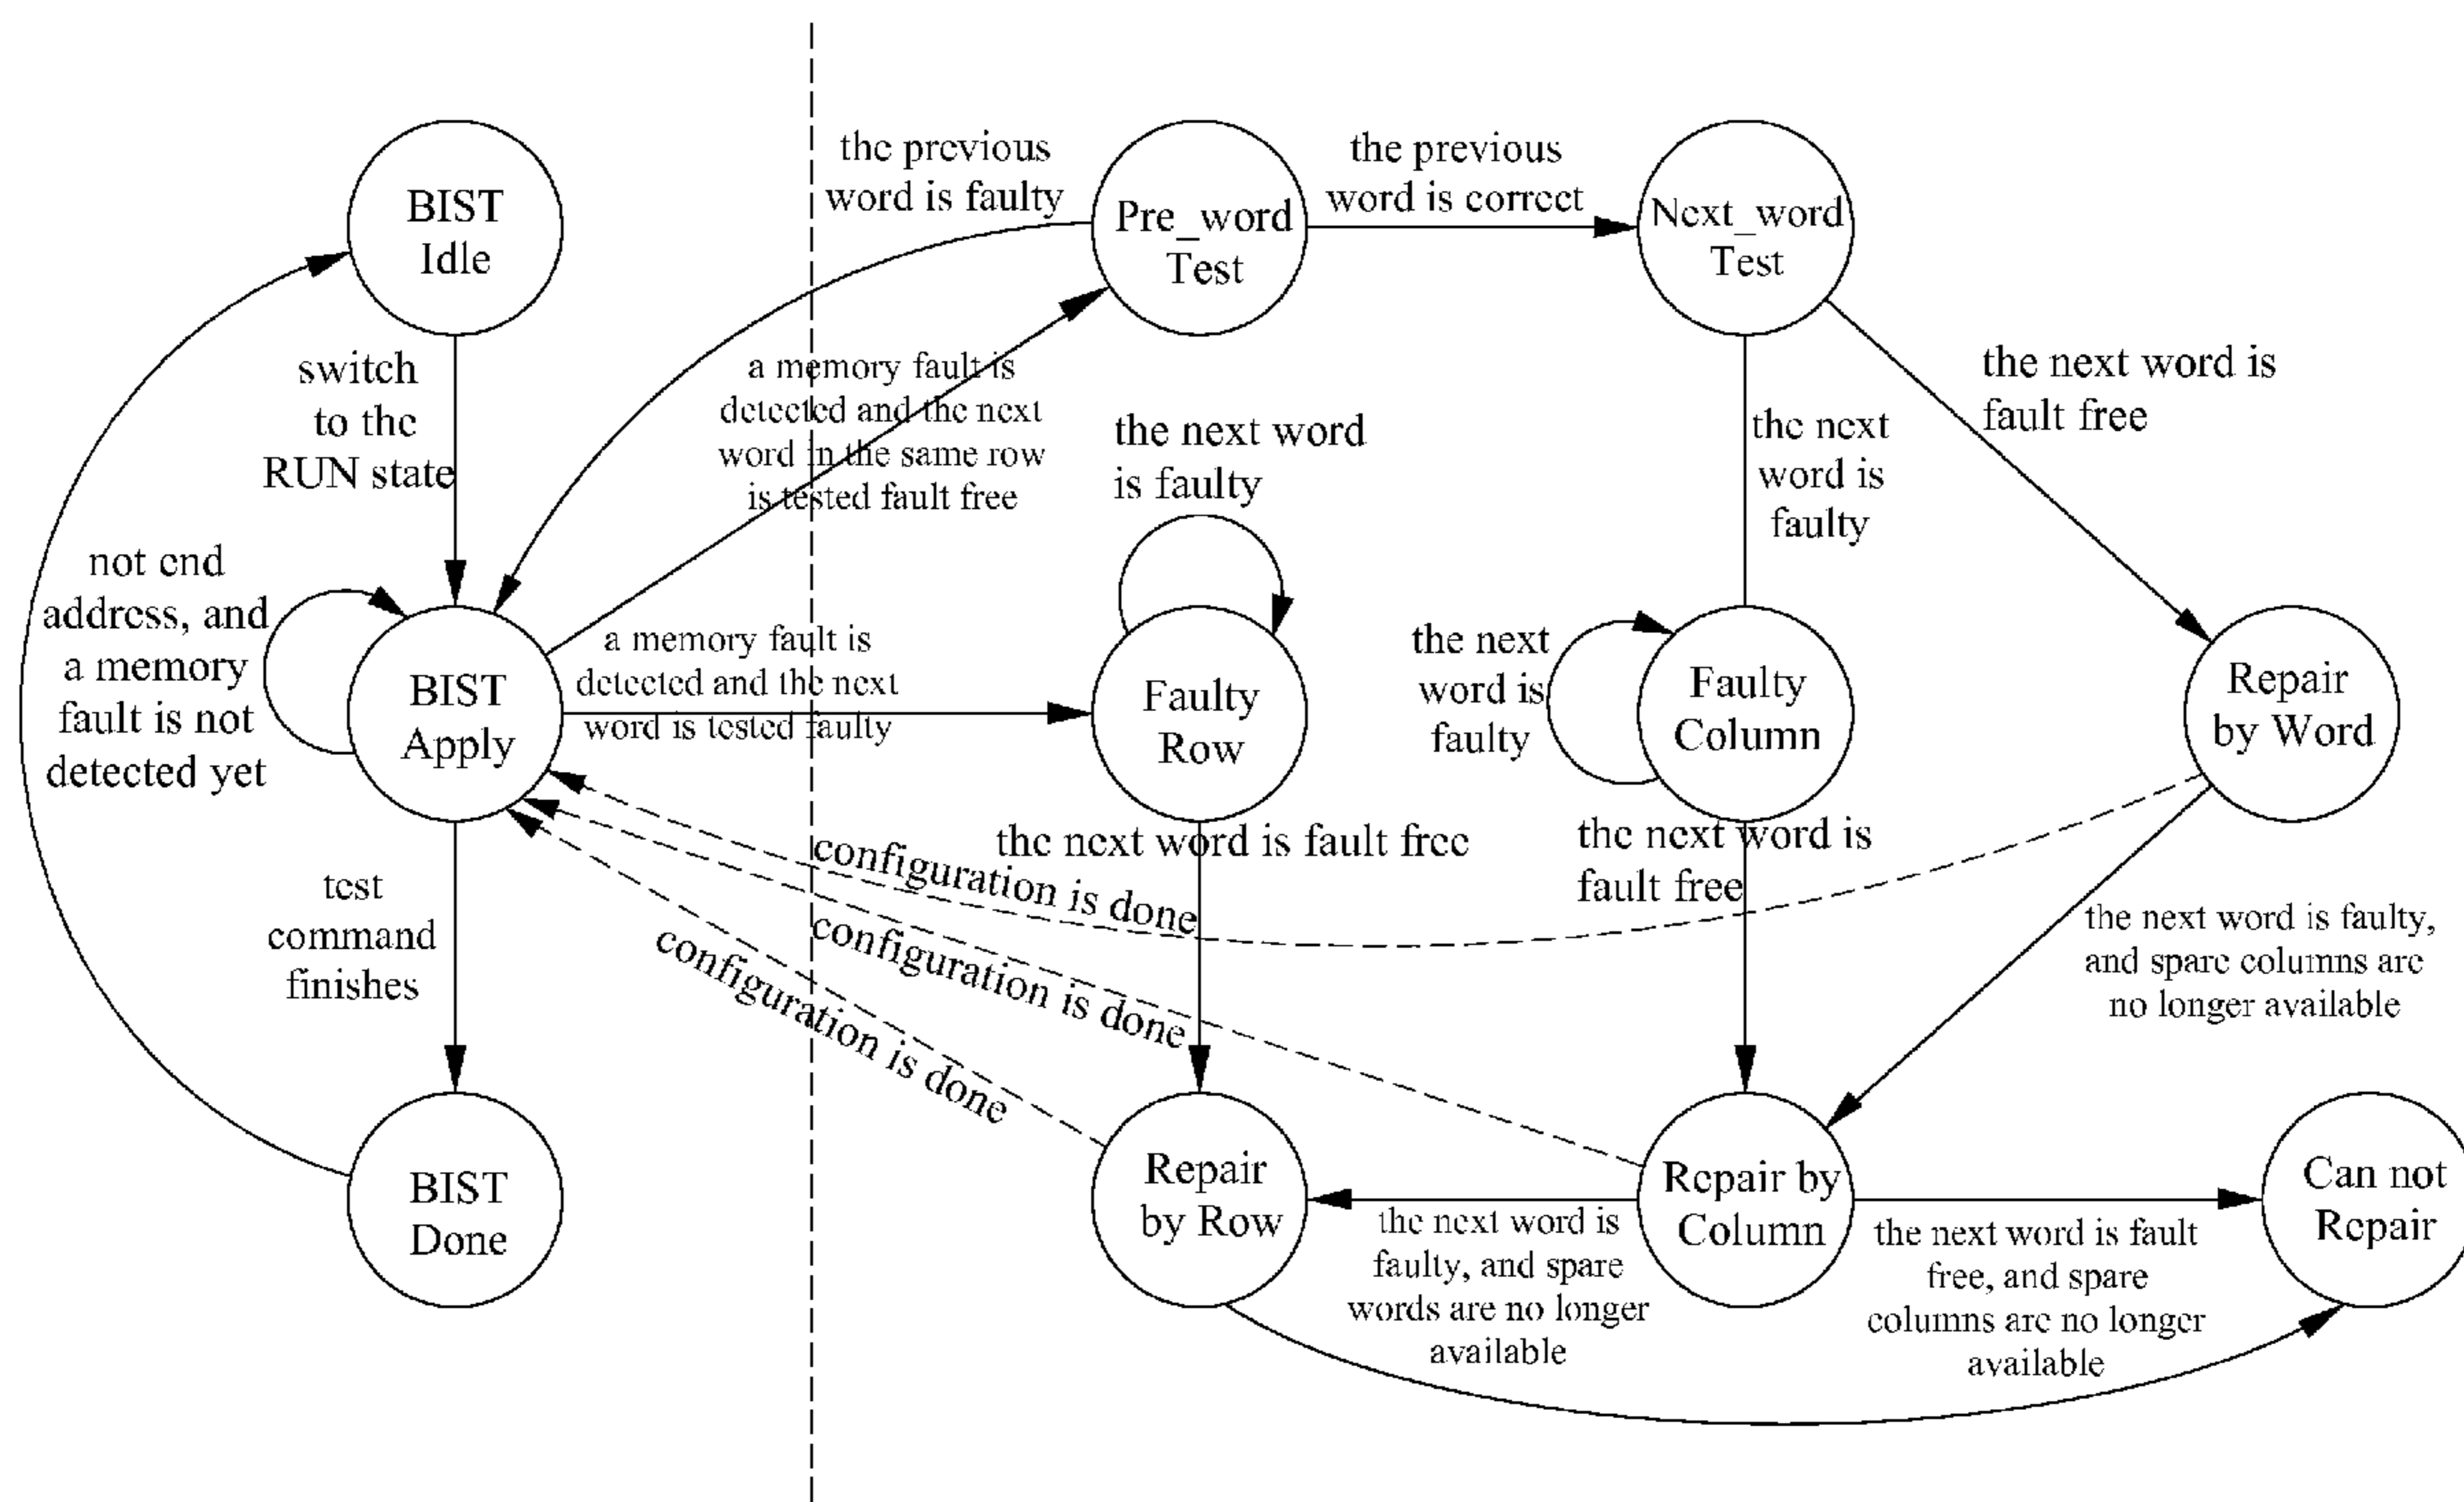 BIST
Idle
switch
to the
RUN state
not end
address, and
a memory
fault is not
detected yet
BIST
Apply
test
command
finishes
BIST
Done
the previous
word is faulty
Pre_word
Test
the previous
word is correct
Next_word
Test
a memory fault is
detected and the next
word in the same row
is tested fault free
a memory fault is
detected and the next
word is tested faulty
the next word
is faulty
Faulty
Row
the next
word is
faulty
the next
word is
faulty
Faulty
Column
the next word is
fault free
Repair
by Word
the next word is fault free
the next word is
fault free
configuration is done
configuration is done
configuration is done
the next word is faulty,
and spare columns are
no longer available
Repair
by Row
the next word is
faulty, and spare
words are no longer
available
Repair by
Column
the next word is fault
free, and spare
columns are no longer
available
Can not
Repair